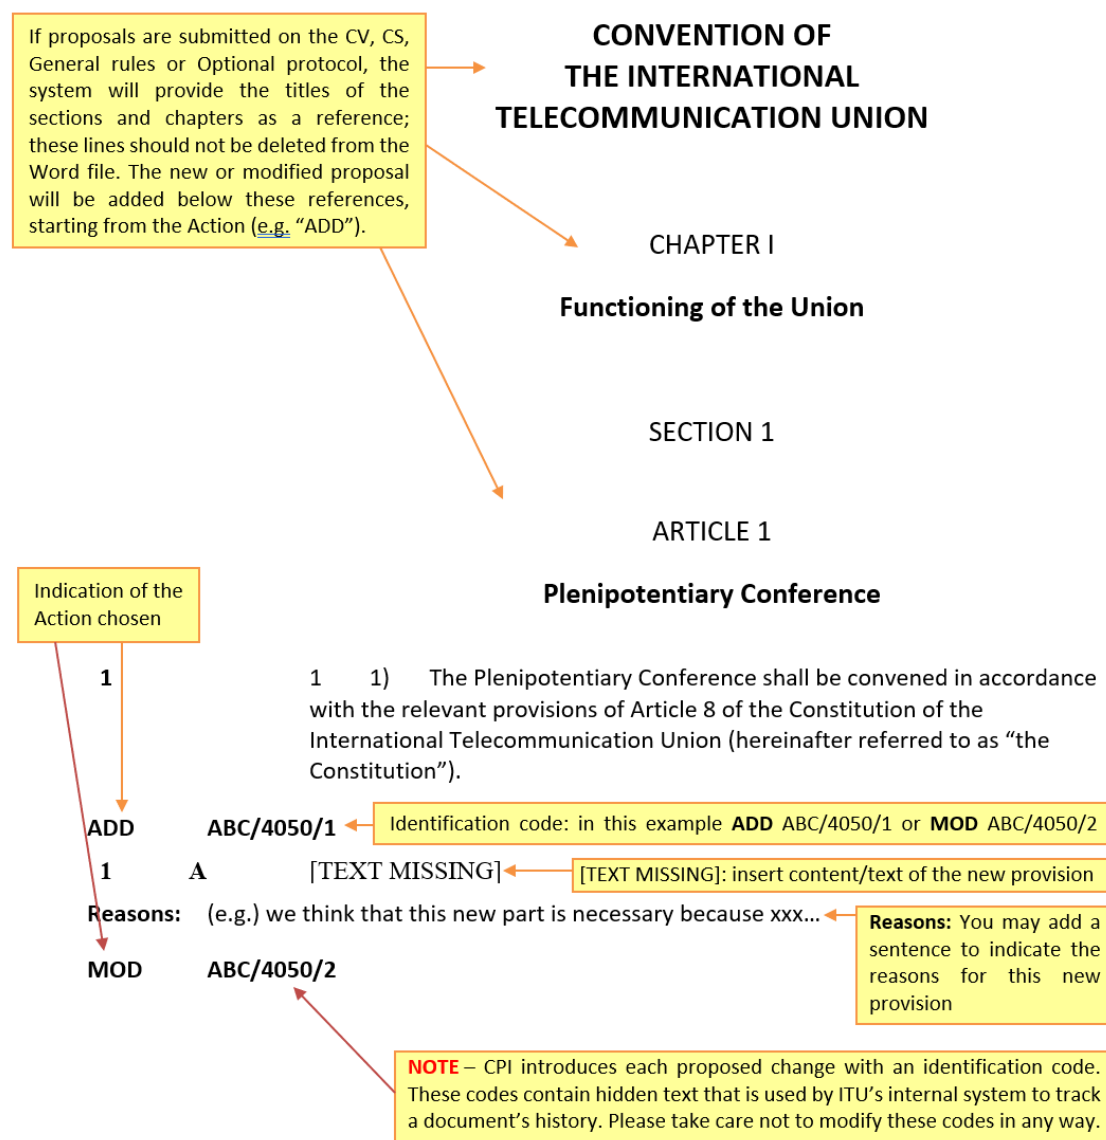 If proposals are submitted on the CV, CS,
General rules or Optional protocol, the
system will provide the titles of the
sections and chapters as a reference;
these lines should not be deleted from the
Word file. The new or modified proposal
will be added below these references,
starting from the Action (e.g. “ADD”).
CONVENTION OF
THE INTERNATIONAL
TELECOMMUNICATION UNION
CHAPTER I
Functioning of the Union
SECTION 1
ARTICLE 1
Plenipotentiary Conference
Indication of the
Action chosen
1 1 1) The Plenipotentiary Conference shall be convened in accordance
with the relevant provisions of Article 8 of the Constitution of the
International Telecommunication Union (hereinafter referred to as “the
Constitution”).
ADD ABC/4050/1
Identification code: in this example ADD ABC/4050/1 or MOD ABC/4050/2
1 A [TEXT MISSING]
[TEXT MISSING]: insert content/text of the new provision
Reasons: (e.g.) we think that this new part is necessary because xxx…
Reasons: You may add a
sentence to indicate the
reasons for this new
provision
MOD ABC/4050/2
NOTE – CPI introduces each proposed change with an identification code.
These codes contain hidden text that is used by ITU’s internal system to track
a document’s history. Please take care not to modify these codes in any way.